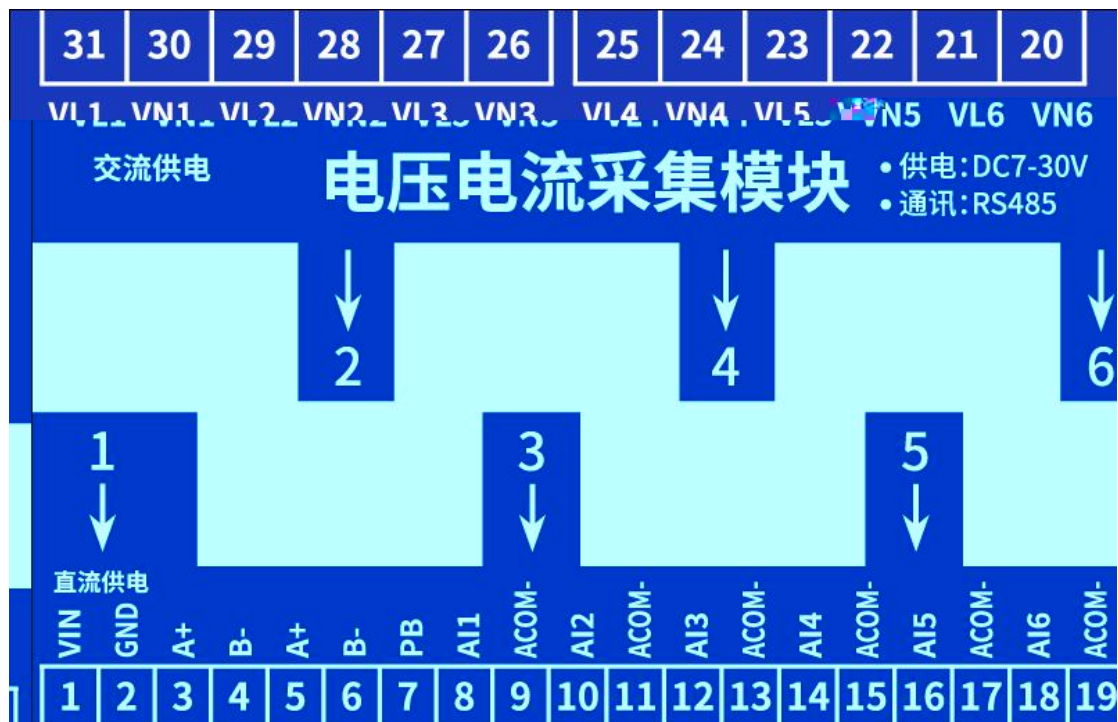 31 30 29 28 27 26 25 24 23 22 21 20
VL1 VN1 VL2 VN2 VL3 VN3 VL4 VN4 VL5 VN5 VL6 VN6
交流供电
电压电流采集模块
• 供电:DC7-30V
• 通讯:RS485
2 4 6
1 3 5
直流供电
VIN GND A+ B- A+ B- PB AI1 ACOM- AI2 ACOM- AI3 ACOM- AI4 ACOM- AI5 ACOM- AI6 ACOM-
1 2 3 4 5 6 7 8 9 10 11 12 13 14 15 16 17 18 19